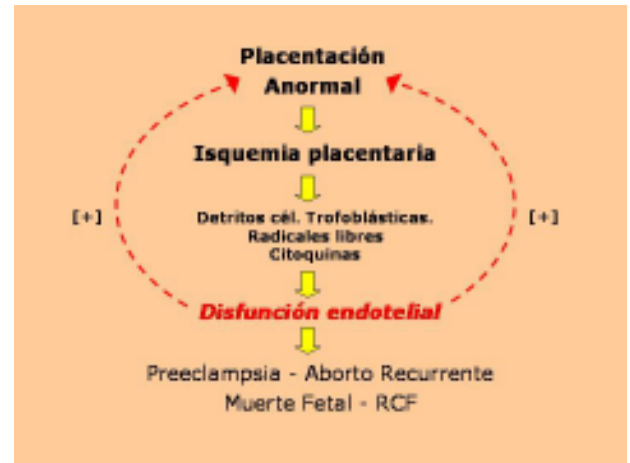 Placentación
Anormal
Isquemia placentaria
[+]
Detritos cél. Trofoblásticas.
[+]
Radicales libres
Citoquinas
Disfunción endotelial
Preeclampsia - Aborto Recurrente
Muerte Fetal - RCF